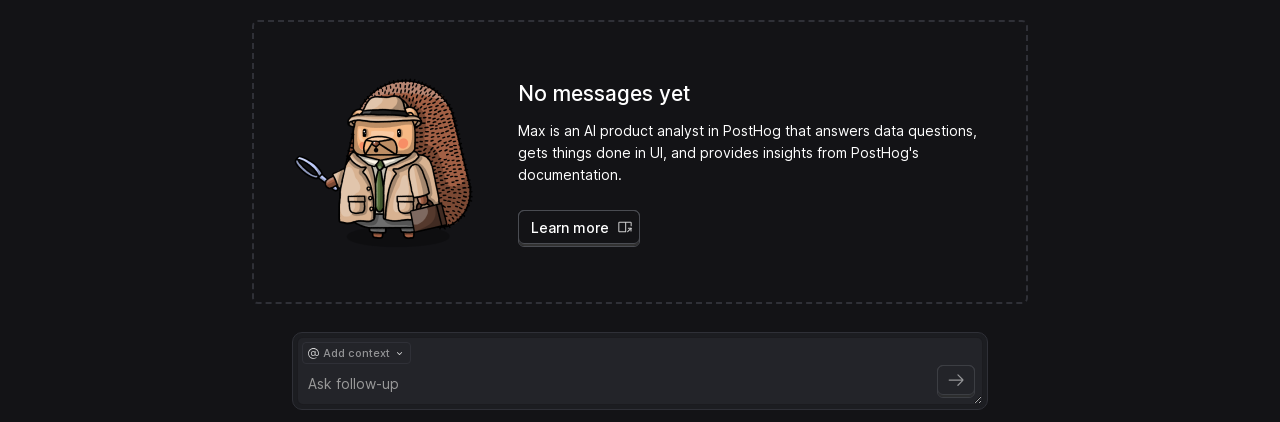 No messages yet
Max is an AI product analyst in PostHog that answers data questions,
gets things done in UI, and provides insights from PostHog's
documentation.
Learn more
@ Add context
Ask follow-up